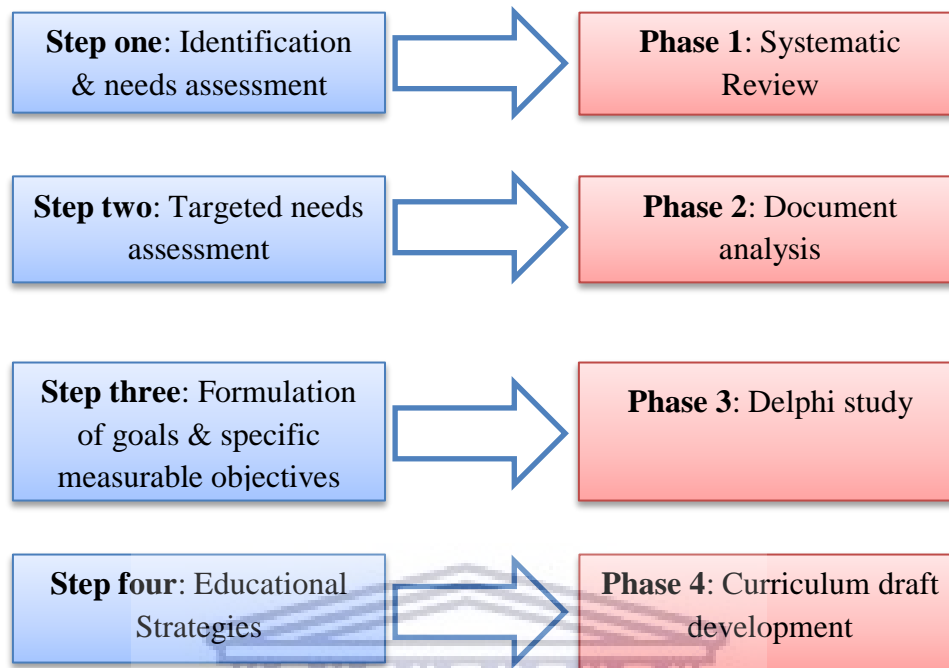 Step one: Identification
& needs assessment
Phase 1: Systematic
Review
Step two: Targeted needs
assessment
Phase 2: Document
analysis
Step three: Formulation
of goals & specific
measurable objectives
Phase 3: Delphi study
Step four: Educational
Strategies
Phase 4: Curriculum draft
development